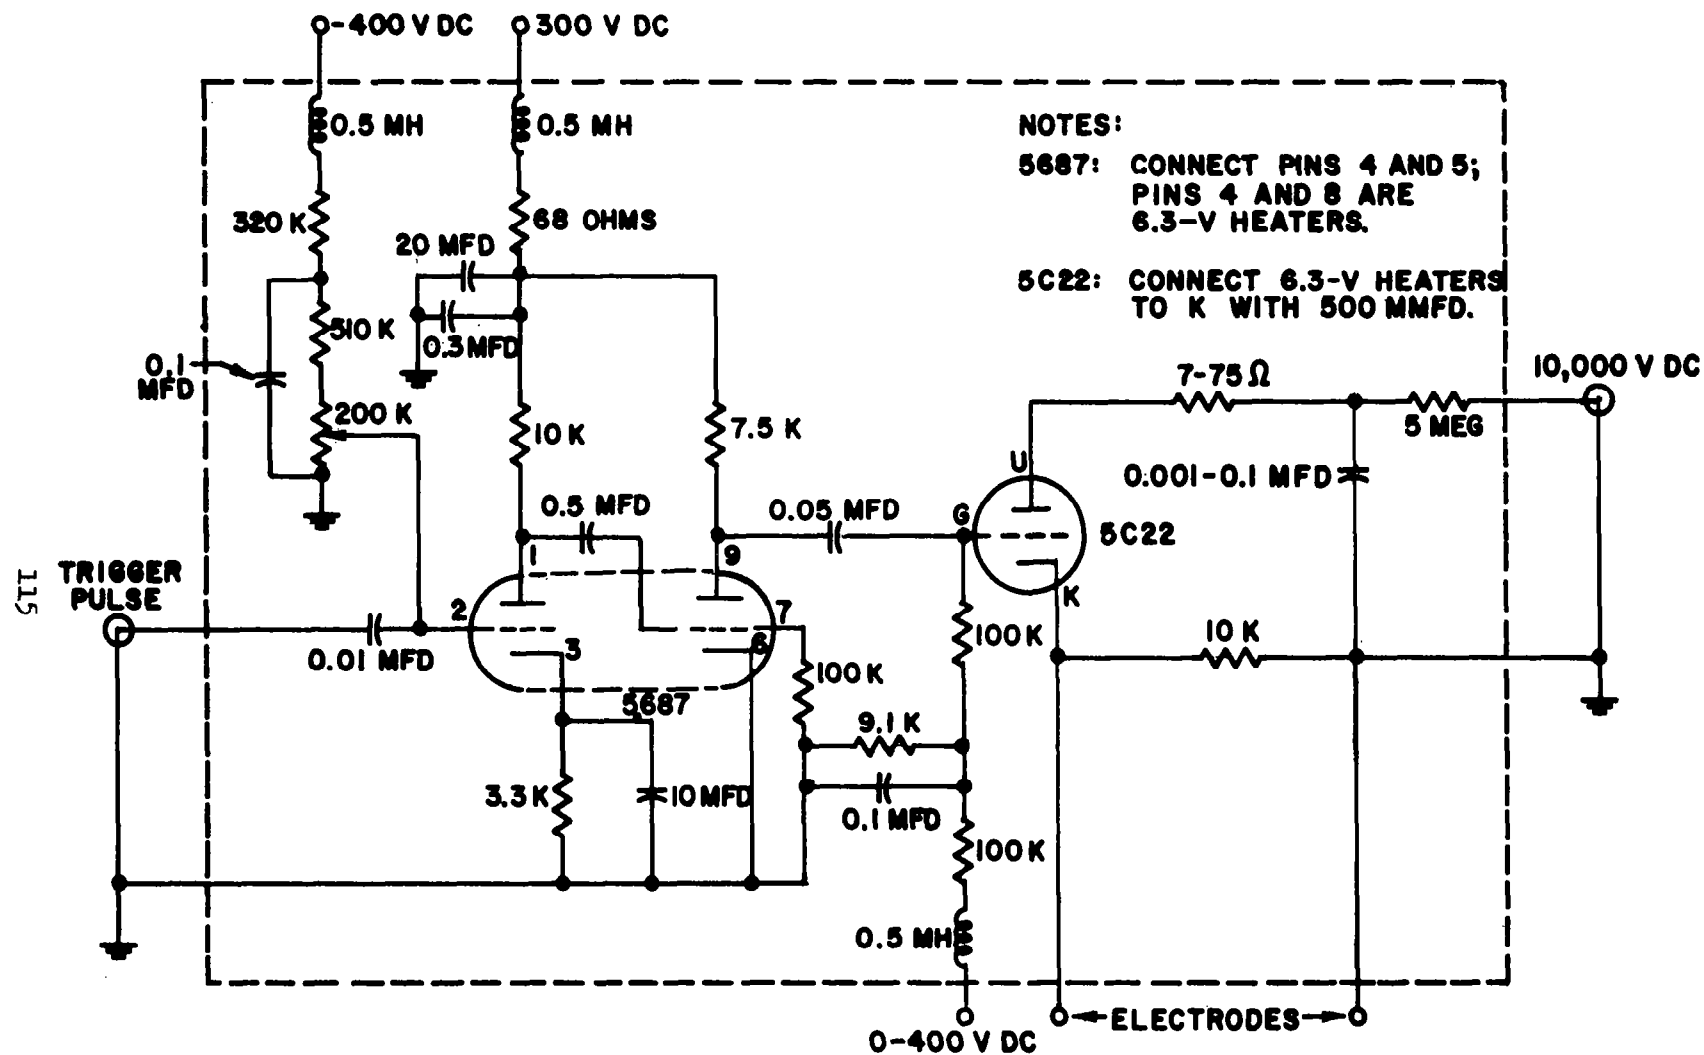 -400 V DC
300 V DC
0.5 MH
0.5 MH
NOTES:
5687: CONNECT PINS 4 AND 5;
PINS 4 AND 8 ARE
6.3-V HEATERS.
5C22: CONNECT 6.3-V HEATERS
TO K WITH 500 MMFD.
320 K
68 OHMS
20 MFD
510 K
0.3 MFD
0.1
MFD
200 K
10 K
7.5 K
7-75 Ω
10,000 V DC
5 MEG
U
0.001-0.1 MFD
0.5 MFD
0.05 MFD
G
5C22
1
9
K
TRIGGER
PULSE
2
7
3
6
0.01 MFD
100 K
100 K
10 K
5687
9.1 K
3.3 K
10 MFD
0.1 MFD
100 K
0.5 MH
0-400 V DC
ELECTRODES
115